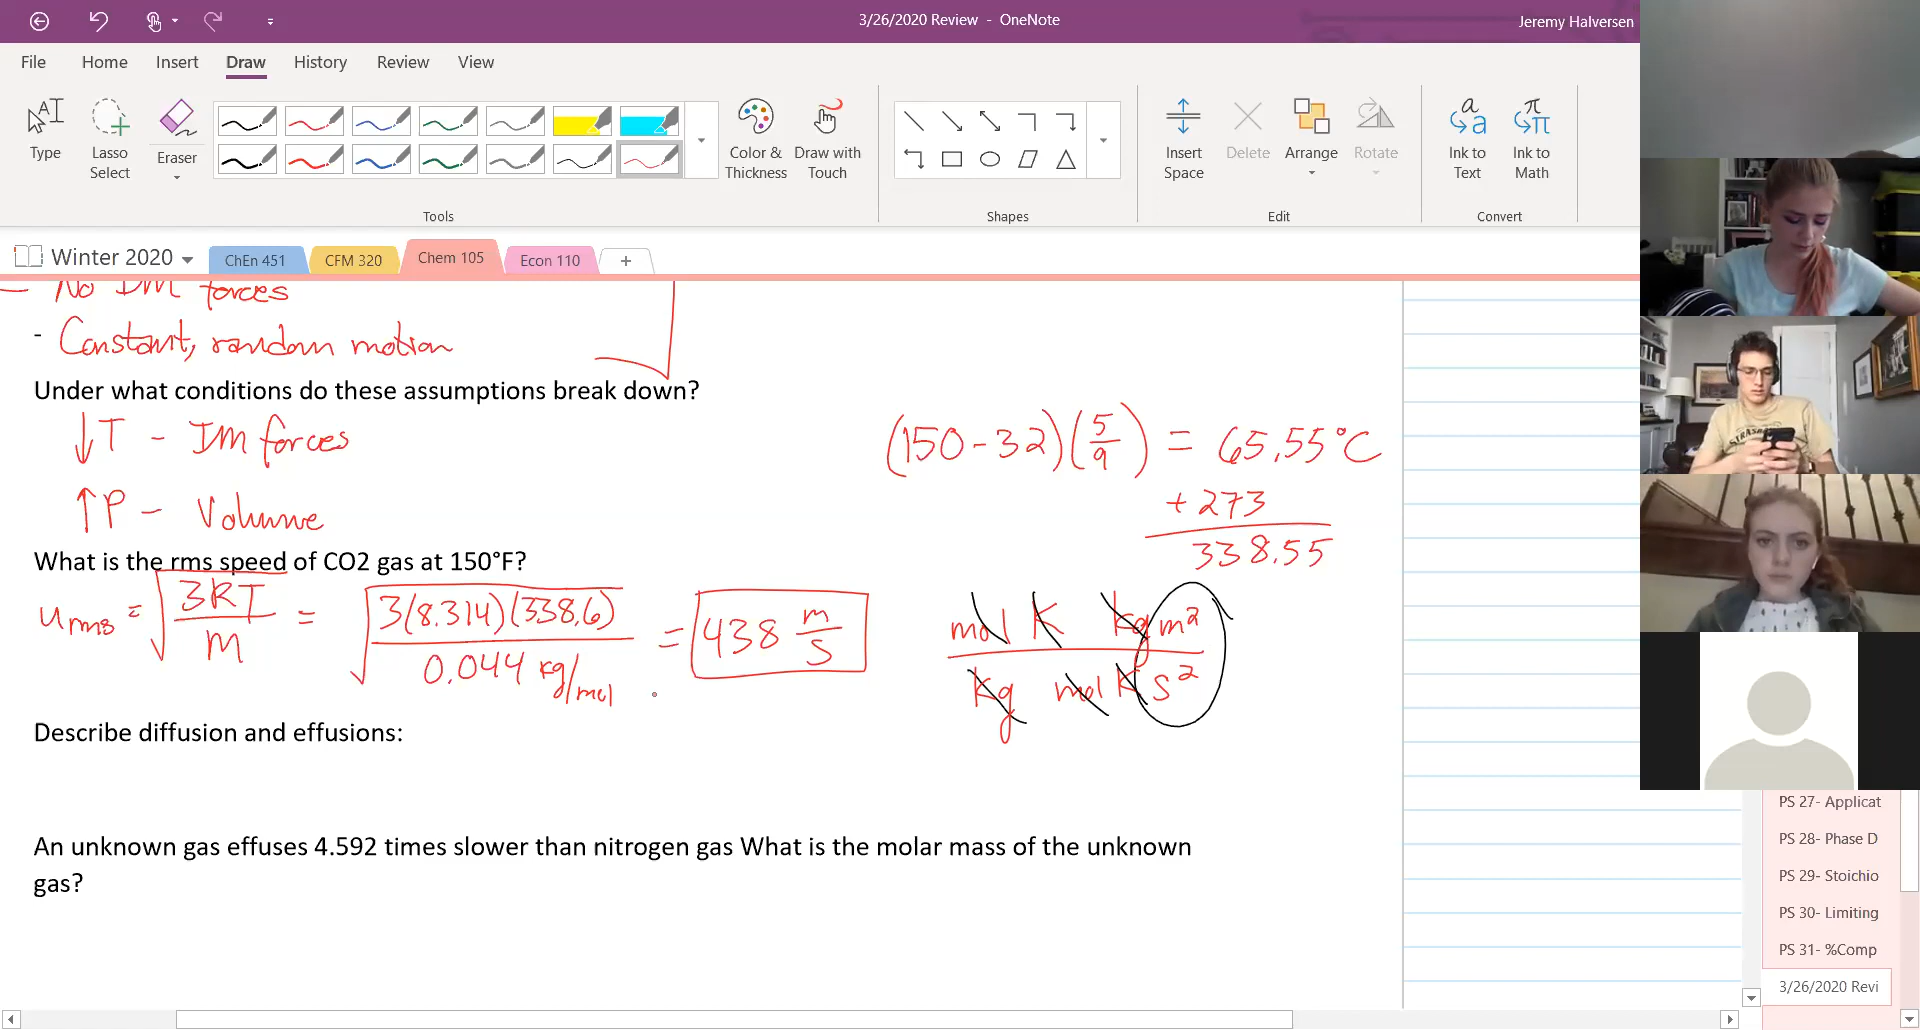 3/26/2020 Review - OneNote
Jeremy Halversen
File Home Insert Draw History Review View
Type
Lasso Select
Eraser
Color & Thickness
Draw with Touch
Insert Space
Delete
Arrange
Rotate
Ink to Text
Ink to Math
Tools
Shapes
Edit
Convert
Winter 2020
ChEn 451
CFM 320
Chem 105
Econ 110
+
- No IM forces
- Constant, random motion
Under what conditions do these assumptions break down?
↓T - IM forces
↑P - Volume
(150-32)(5/9) = 65.55°C
+ 273
338.55
What is the rms speed of CO2 gas at 150°F?
urms = √(3RT/M) = √(3(8.314)(338.6)/0.044 kg/mol) = 438 m/s
mol K kg m²
kg mol K s²
Describe diffusion and effusions:
An unknown gas effuses 4.592 times slower than nitrogen gas What is the molar mass of the unknown
gas?
PS 27- Applicat
PS 28- Phase D
PS 29- Stoichio
PS 30- Limiting
PS 31- %Comp
3/26/2020 Revi